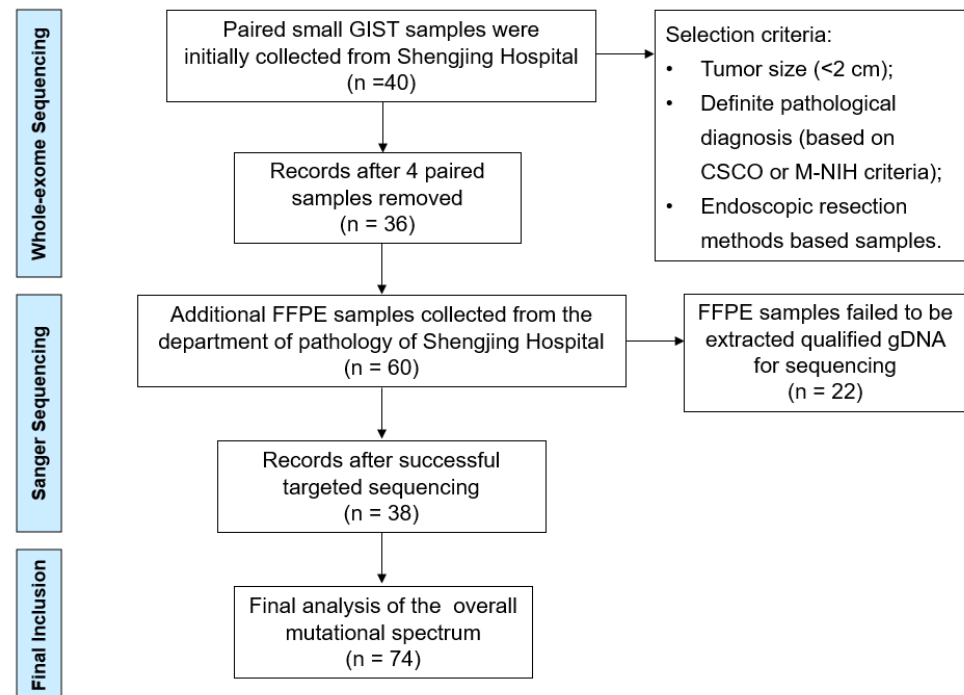 Whole-exome Sequencing
Paired small GIST samples were
initially collected from Shengjing Hospital
(n =40)
Selection criteria:
• Tumor size (<2 cm);
• Definite pathological
diagnosis (based on
CSCO or M-NIH criteria);
• Endoscopic resection
methods based samples.
Records after 4 paired
samples removed
(n = 36)
Sanger Sequencing
Additional FFPE samples collected from the
department of pathology of Shengjing Hospital
(n = 60)
FFPE samples failed to be
extracted qualified gDNA
for sequencing
(n = 22)
Records after successful
targeted sequencing
(n = 38)
Final Inclusion
Final analysis of the overall
mutational spectrum
(n = 74)